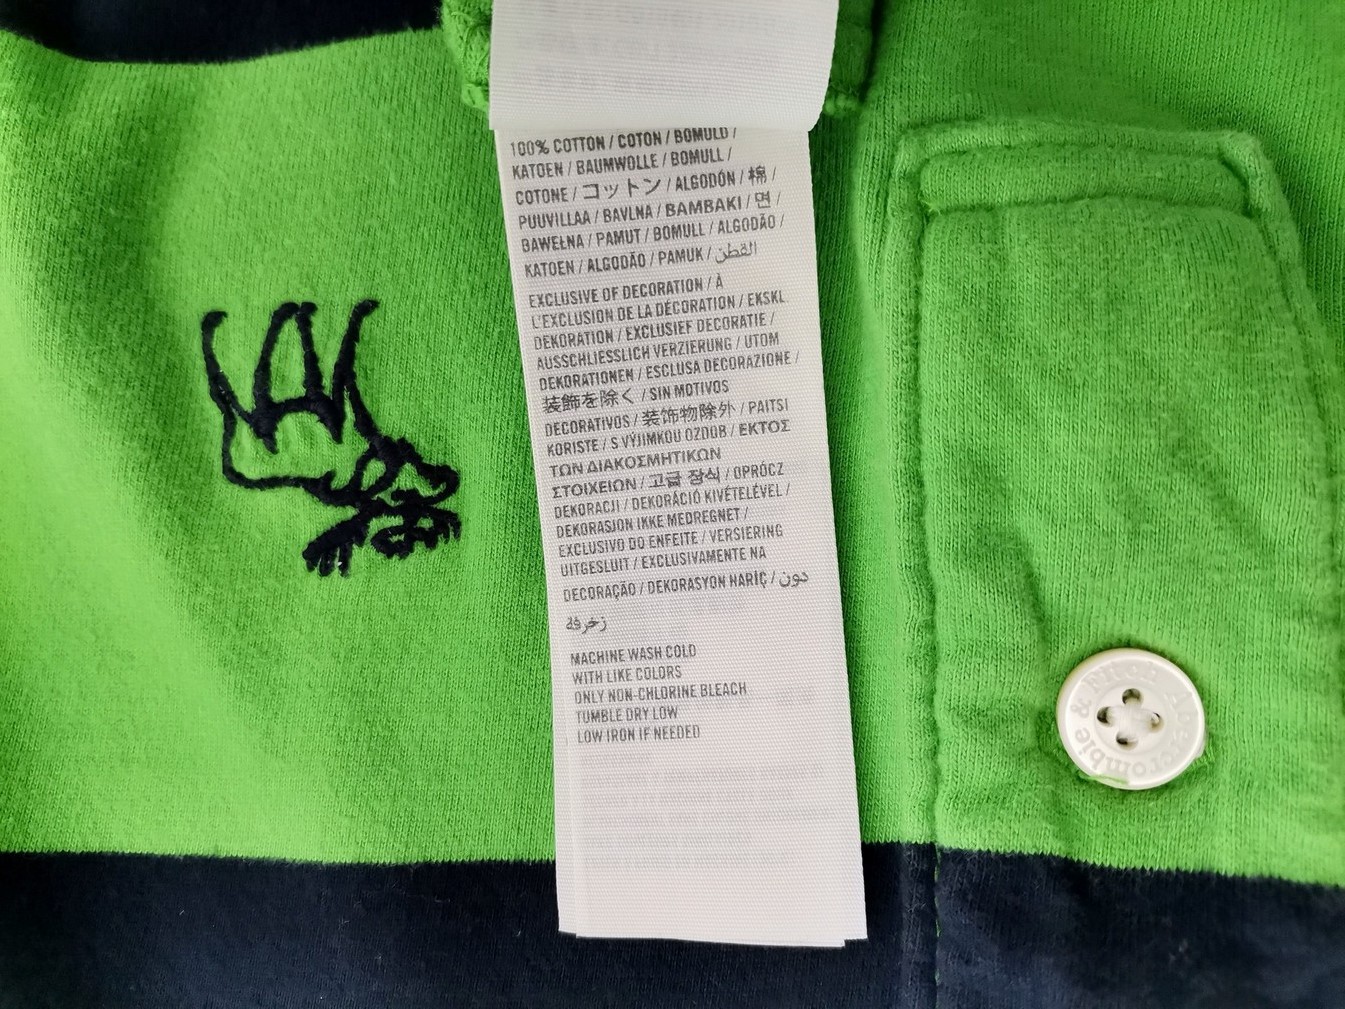 100% COTTON / COTON / BOMULD /
KATOEN / BAUMWOLLE / BOMULL /
COTONE / コットン / ALGODÓN / 棉 /
PUUVILLAA / BAVLNA / BAMBAKI / 면 /
BAWEŁNA / PAMUT / BOMULL / ALGODÃO /
KATOEN / ALGODÃO / PAMUK / القطن
EXCLUSIVE OF DECORATION / À
L'EXCLUSION DE LA DÉCORATION / EKSKL.
DEKORATION / EXCLUSIEF DECORATIE /
AUSSCHLIESSLICH VERZIERUNG / UTOM
DEKORATIONEN / ESCLUSA DECORAZIONE /
装飾を除く / SIN MOTIVOS
DECORATIVOS / 装饰物除外 / PAITSI
KORISTE / S VÝJIMKOU OZDOB / ΕΚΤΟΣ
ΤΩΝ ΔΙΑΚΟΣΜΗΤΙΚΩΝ
ΣΤΟΙΧΕΙΩΝ / 고급 장식 / OPRÓCZ
DEKORACJI / DEKORÁCIÓ KIVÉTELÉVEL /
DEKORASJON IKKE MEDREGNET /
EXCLUSIVO DO ENFEITE / VERSIERING
UITGESLUIT / EXCLUSIVAMENTE NA
DECORAÇÃO / DEKORASYON HARİÇ / دون
زخرفة
MACHINE WASH COLD
WITH LIKE COLORS
ONLY NON-CHLORINE BLEACH
TUMBLE DRY LOW
LOW IRON IF NEEDED
Abercrombie & Fitch